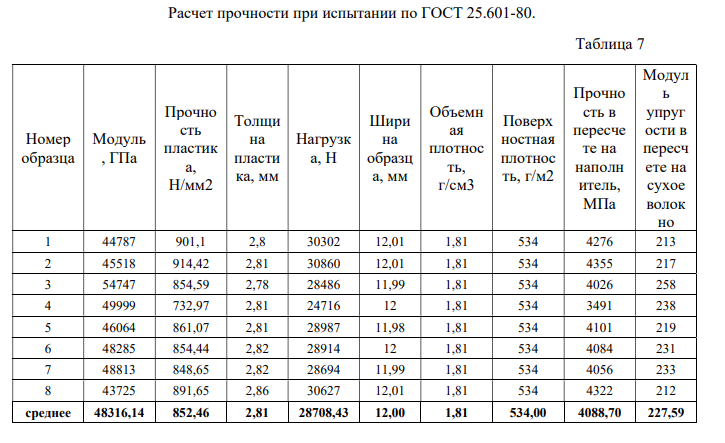 Расчет прочности при испытании по ГОСТ 25.601-80.
Таблица 7
Номер образца | Модуль, ГПа | Прочность пластика, Н/мм2 | Толщина пластика, мм | Нагрузка, Н | Ширина образца, мм | Объемная плотность, г/см3 | Поверхностная плотность, г/м2 | Прочность в пересчете на наполнитель, МПа | Модуль упругости в пересчете на сухое волокно
1 | 44787 | 901,1 | 2,8 | 30302 | 12,01 | 1,81 | 534 | 4276 | 213
2 | 45518 | 914,42 | 2,81 | 30860 | 12,01 | 1,81 | 534 | 4355 | 217
3 | 54747 | 854,59 | 2,78 | 28486 | 11,99 | 1,81 | 534 | 4026 | 258
4 | 49999 | 732,97 | 2,81 | 24716 | 12 | 1,81 | 534 | 3491 | 238
5 | 46064 | 861,07 | 2,81 | 28987 | 11,98 | 1,81 | 534 | 4101 | 219
6 | 48285 | 854,44 | 2,82 | 28914 | 12 | 1,81 | 534 | 4084 | 231
7 | 48813 | 848,65 | 2,82 | 28694 | 11,99 | 1,81 | 534 | 4056 | 233
8 | 43725 | 891,65 | 2,86 | 30627 | 12,01 | 1,81 | 534 | 4322 | 212
среднее | 48316,14 | 852,46 | 2,81 | 28708,43 | 12,00 | 1,81 | 534,00 | 4088,70 | 227,59